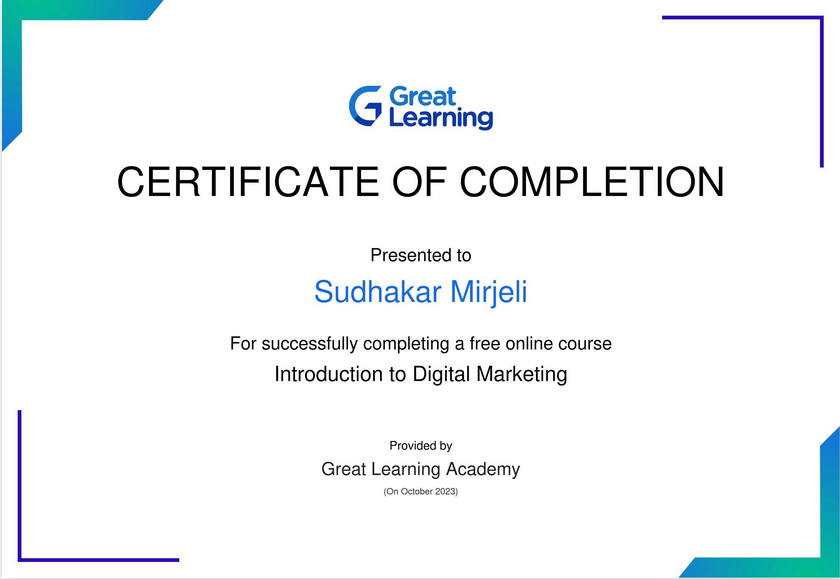 Great
Learning
CERTIFICATE OF COMPLETION
Presented to
Sudhakar Mirjeli
For successfully completing a free online course
Introduction to Digital Marketing
Provided by
Great Learning Academy
(On October 2023)